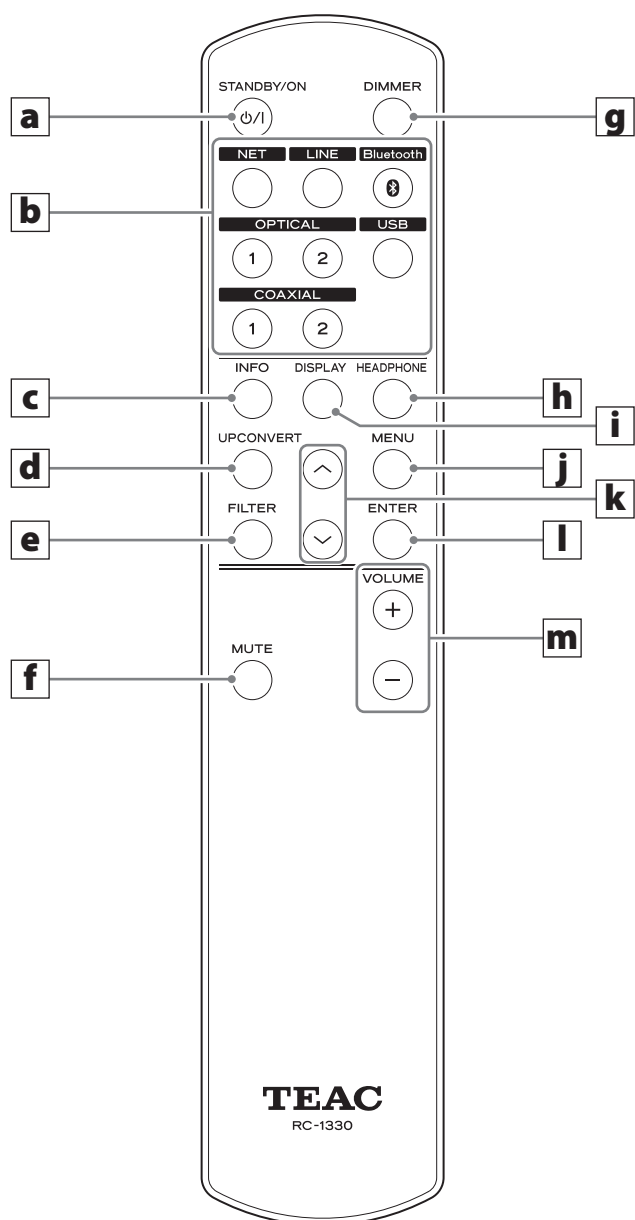 STANDBY/ON DIMMER
a ⏻/I g
NET LINE Bluetooth
b
OPTICAL USB
1 2
COAXIAL
1 2
INFO DISPLAY HEADPHONE
c h
i
UPCONVERT MENU
d j
k
FILTER ENTER
e l
VOLUME
+
m
MUTE
f −
TEAC
RC-1330